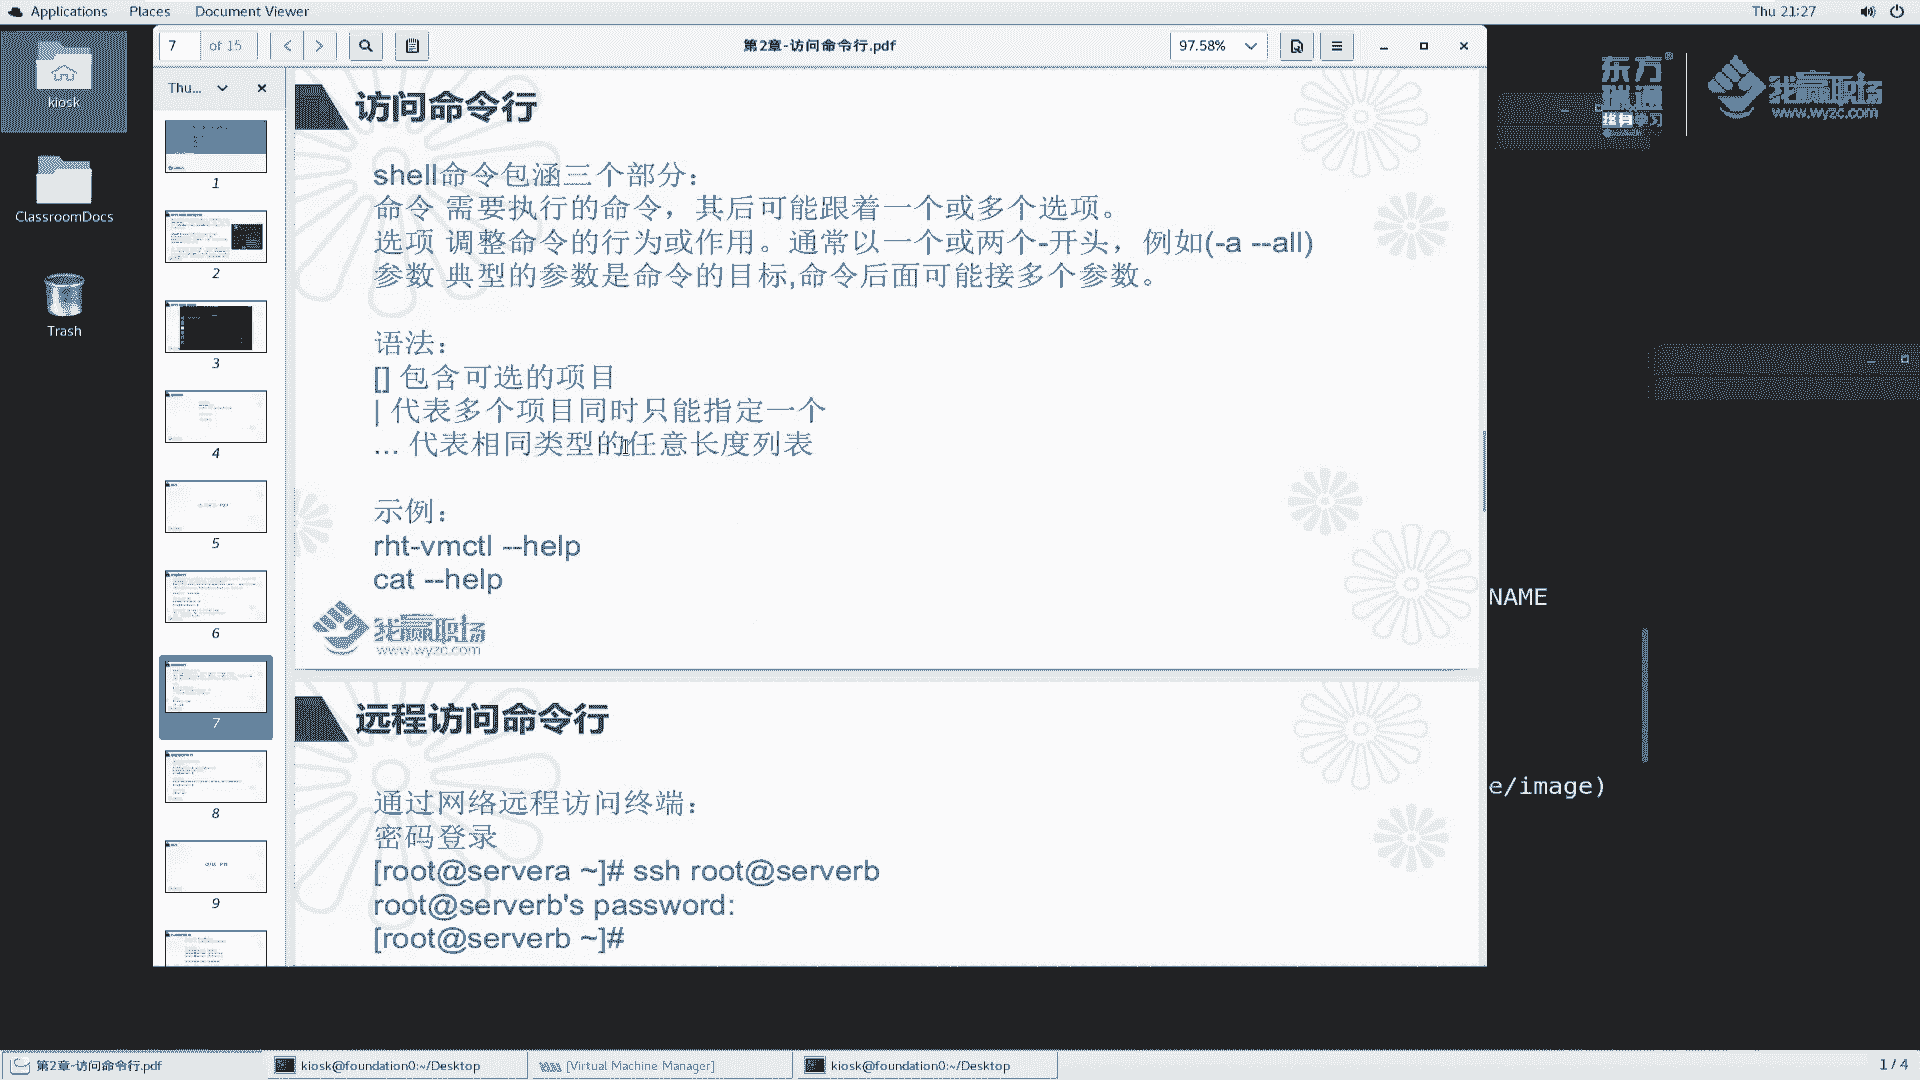 Applications Places Document Viewer Thu 21:27
7 of 15 第2章-访问命令行.pdf 97.58%
kiosk
ClassroomDocs
Trash
Thu...
1
2
3
4
5
6
7
8
9
访问命令行
shell命令包涵三个部分：
命令 需要执行的命令，其后可能跟着一个或多个选项。
选项 调整命令的行为或作用。通常以一个或两个-开头，例如(-a --all)
参数 典型的参数是命令的目标,命令后面可能接多个参数。
语法：
[] 包含可选的项目
| 代表多个项目同时只能指定一个
... 代表相同类型的任意长度列表
示例：
rht-vmctl --help
cat --help
我赢职场
www.wyzc.com
远程访问命令行
通过网络远程访问终端：
密码登录
[root@servera ~]# ssh root@serverb
root@serverb's password:
[root@serverb ~]#
东方瑞通®
终身学习
我赢职场
www.wyzc.com
NAME
e/image)
第2章-访问命令行.pdf kiosk@foundation0:~/Desktop [Virtual Machine Manager] kiosk@foundation0:~/Desktop 1 / 4